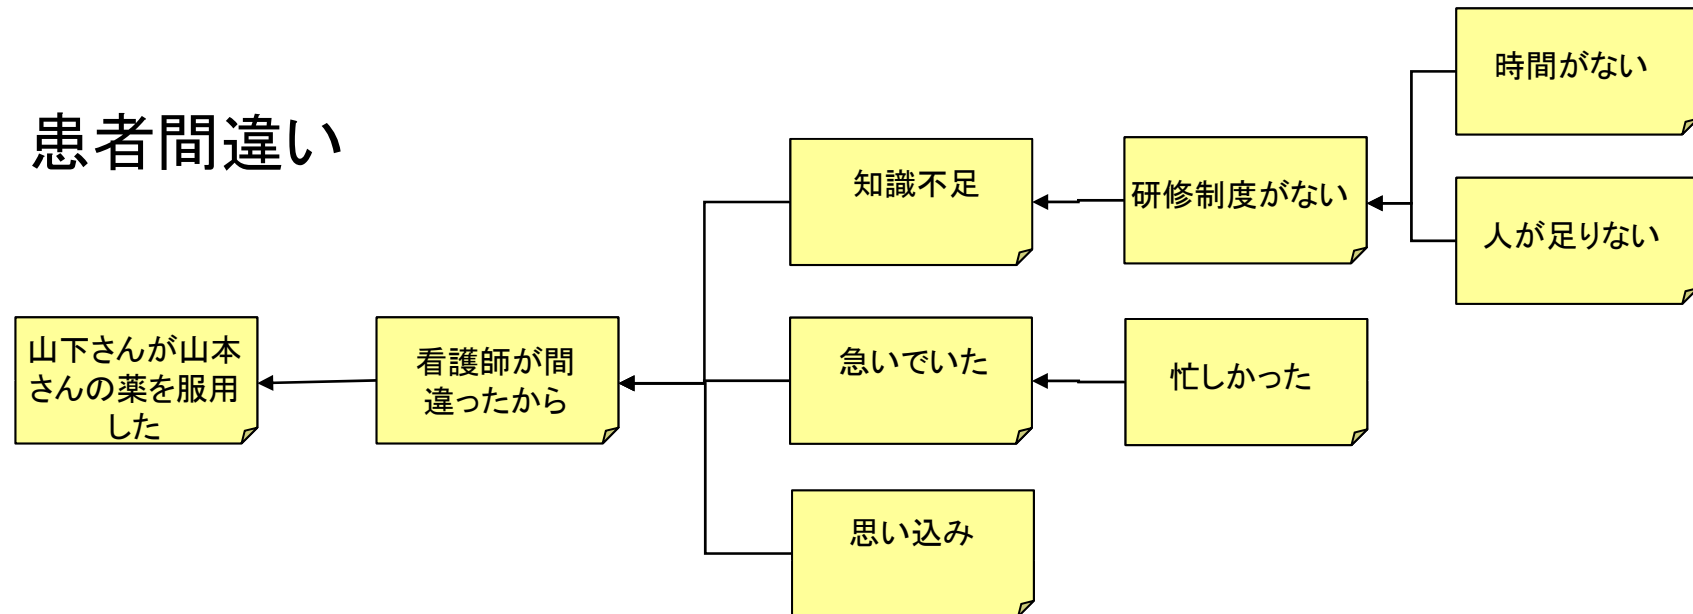 患者間違い
時間がない
人が足りない
知識不足
研修制度がない
山下さんが山本
さんの薬を服用
した
看護師が間
違ったから
急いでいた
忙しかった
思い込み